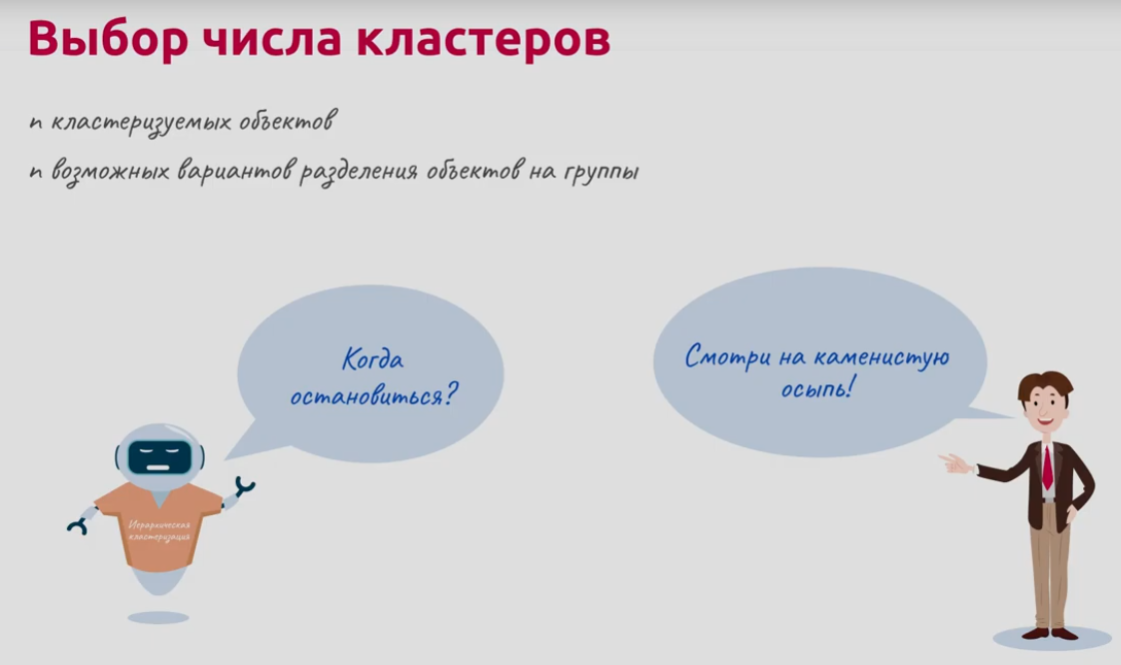 Выбор числа кластеров
n кластеризуемых объектов
n возможных вариантов разделения объектов на группы
Когда
остановиться?
Смотри на каменистую
осыпь!
Иерархическая
кластеризация